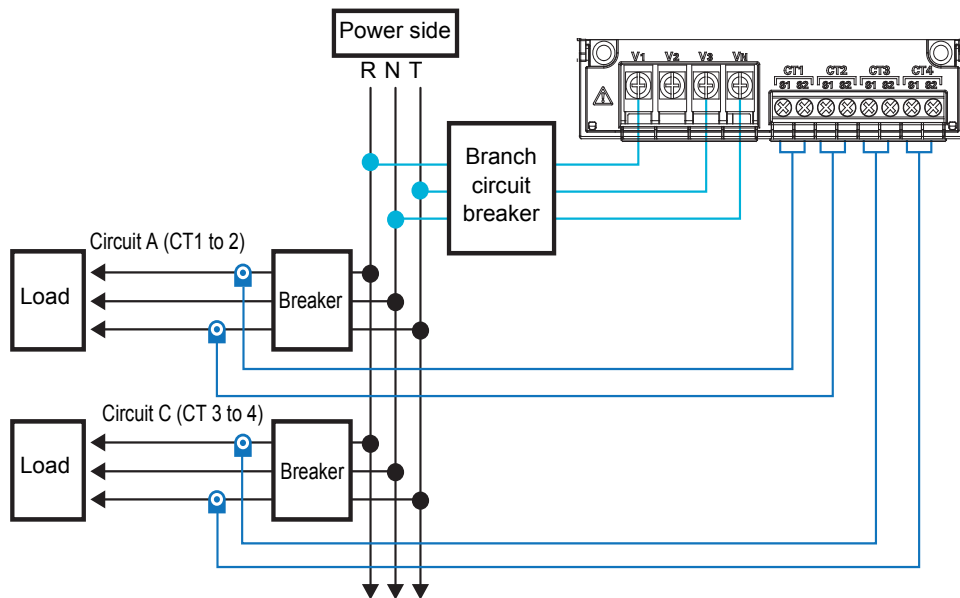 Power side
R N T
V1 V2 V3 VN
CT1 CT2 CT3 CT4
S1 S2 S1 S2 S1 S2 S1 S2
Branch
circuit
breaker
Circuit A (CT1 to 2)
Load
Breaker
Circuit C (CT 3 to 4)
Load
Breaker